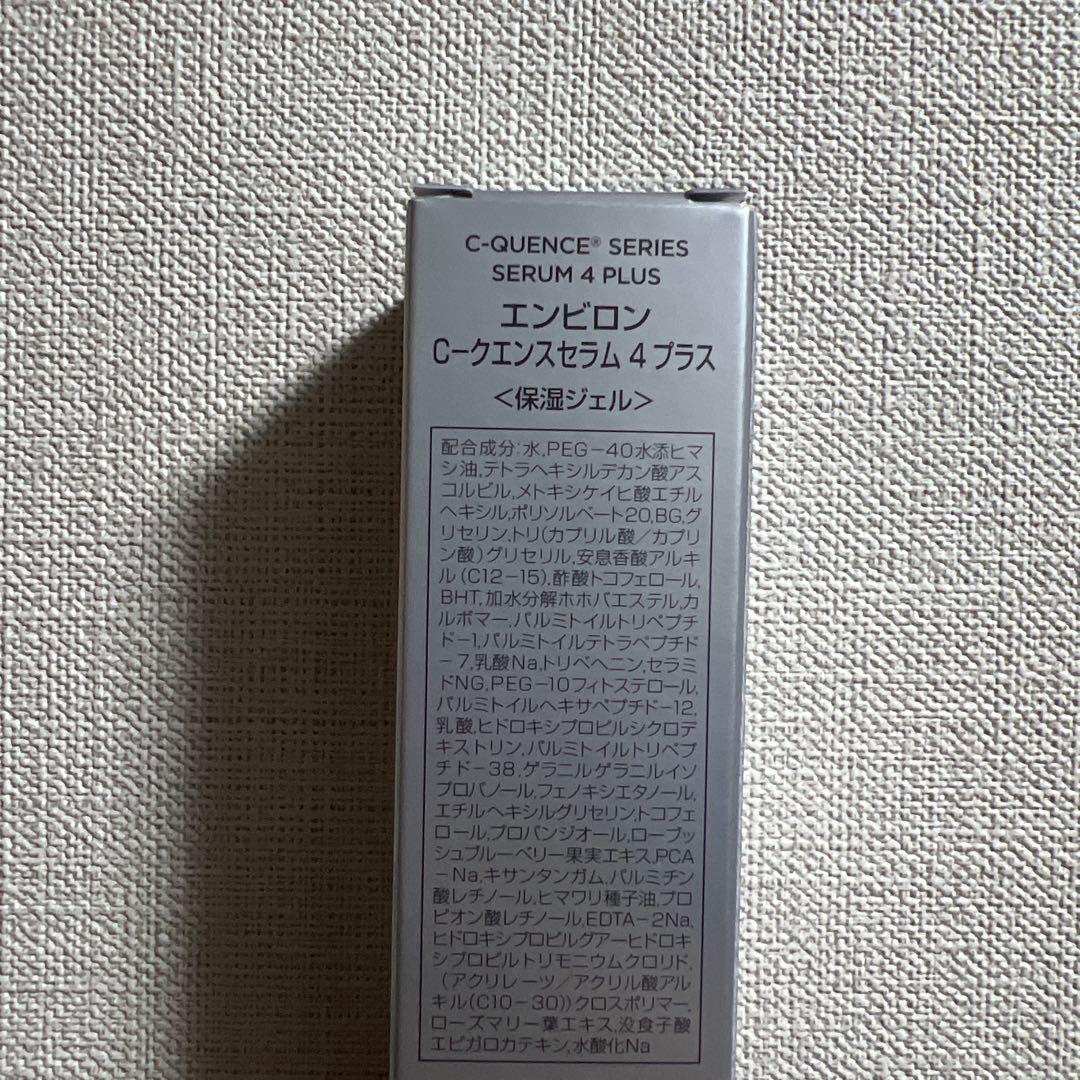 C-QUENCE® SERIES
SERUM 4 PLUS
エンビロン
C-クエンスセラム 4 プラス
<保湿ジェル>
配合成分:水,PEG-40水添ヒマ
シ油,テトラヘキシルデカン酸アス
コルビル,メトキシケイヒ酸エチル
ヘキシル,ポリソルベート20,BG,グ
リセリン,トリ(カプリル酸/カプリ
ン酸)グリセリル,安息香酸アルキ
ル(C12-15),酢酸トコフェロール,
BHT,加水分解ホホバエステル,カ
ルボマー,パルミトイルトリペプチ
ド-1,パルミトイルテトラペプチド
-7,乳酸Na,トリベヘニン,セラミ
ドNG,PEG-10フィトステロール,
パルミトイルヘキサペプチド-12,
乳酸,ヒドロキシプロピルシクロデ
キストリン,パルミトイルトリペプ
チド-38,ゲラニルゲラニルイソ
プロパノール,フェノキシエタノール,
エチルヘキシルグリセリン,トコフェ
ロール,プロパンジオール,ローブッ
シュブルーベリー果実エキス,PCA
-Na,キサンタンガム,パルミチン
酸レチノール,ヒマワリ種子油,プロ
ピオン酸レチノール,EDTA-2Na,
ヒドロキシプロピルグアーヒドロキ
シプロピルトリモニウムクロリド,
(アクリレーツ/アクリル酸アル
キル(C10-30))クロスポリマー,
ローズマリー葉エキス,没食子酸
エピガロカテキン,水酸化Na